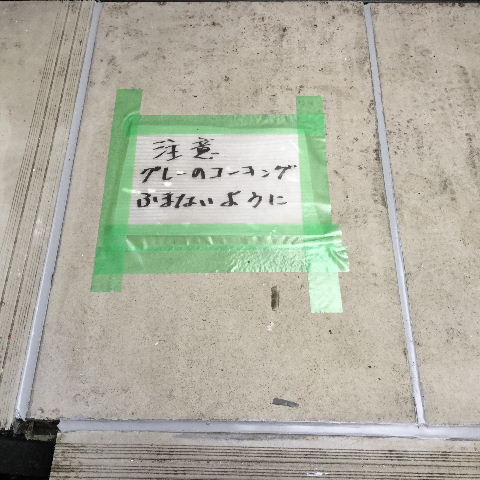 注意
グレーのコーキング
ふまないように